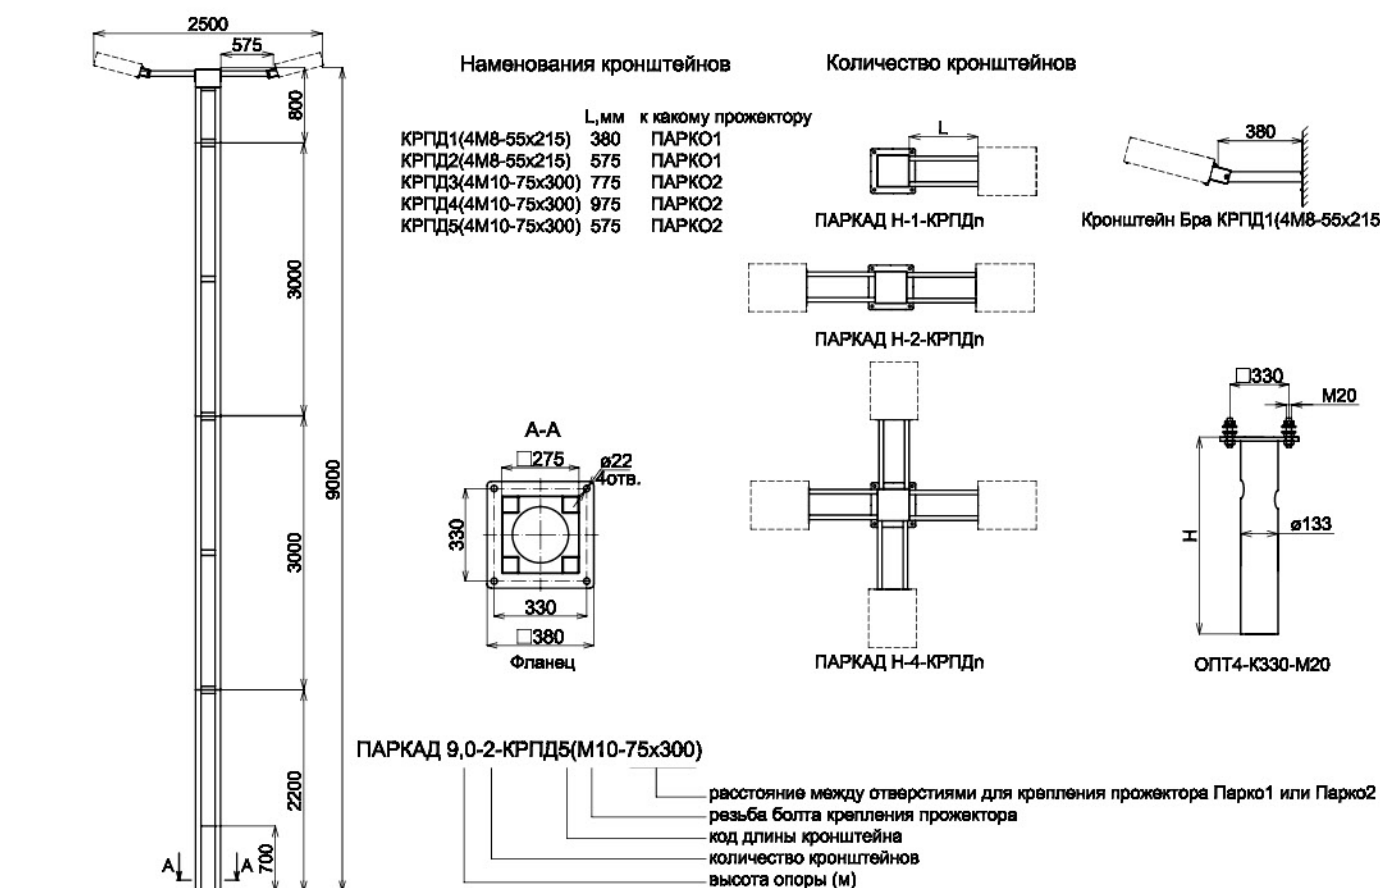 2500
575
800
3000
9000
3000
2200
700
А А
Наменования кронштейнов
L,мм к какому прожектору
КРПД1(4М8-55х215) 380 ПАРКО1
КРПД2(4М8-55х215) 575 ПАРКО1
КРПД3(4М10-75х300) 775 ПАРКО2
КРПД4(4М10-75х300) 975 ПАРКО2
КРПД5(4М10-75х300) 575 ПАРКО2
Количество кронштейнов
L
ПАРКАД Н-1-КРПДп
ПАРКАД Н-2-КРПДп
ПАРКАД Н-4-КРПДп
380
Кронштейн Бра КРПД1(4М8-55х215
А-А
□275
ø22
4отв.
330
330
□380
Фланец
□330
М20
Н
ø133
ОПТ4-К330-М20
ПАРКАД 9,0-2-КРПД5(М10-75х300)
расстояние между отверстиями для крепления прожектора Парко1 или Парко2
резьба болта крепления прожектора
код длины кронштейна
количество кронштейнов
высота опоры (м)